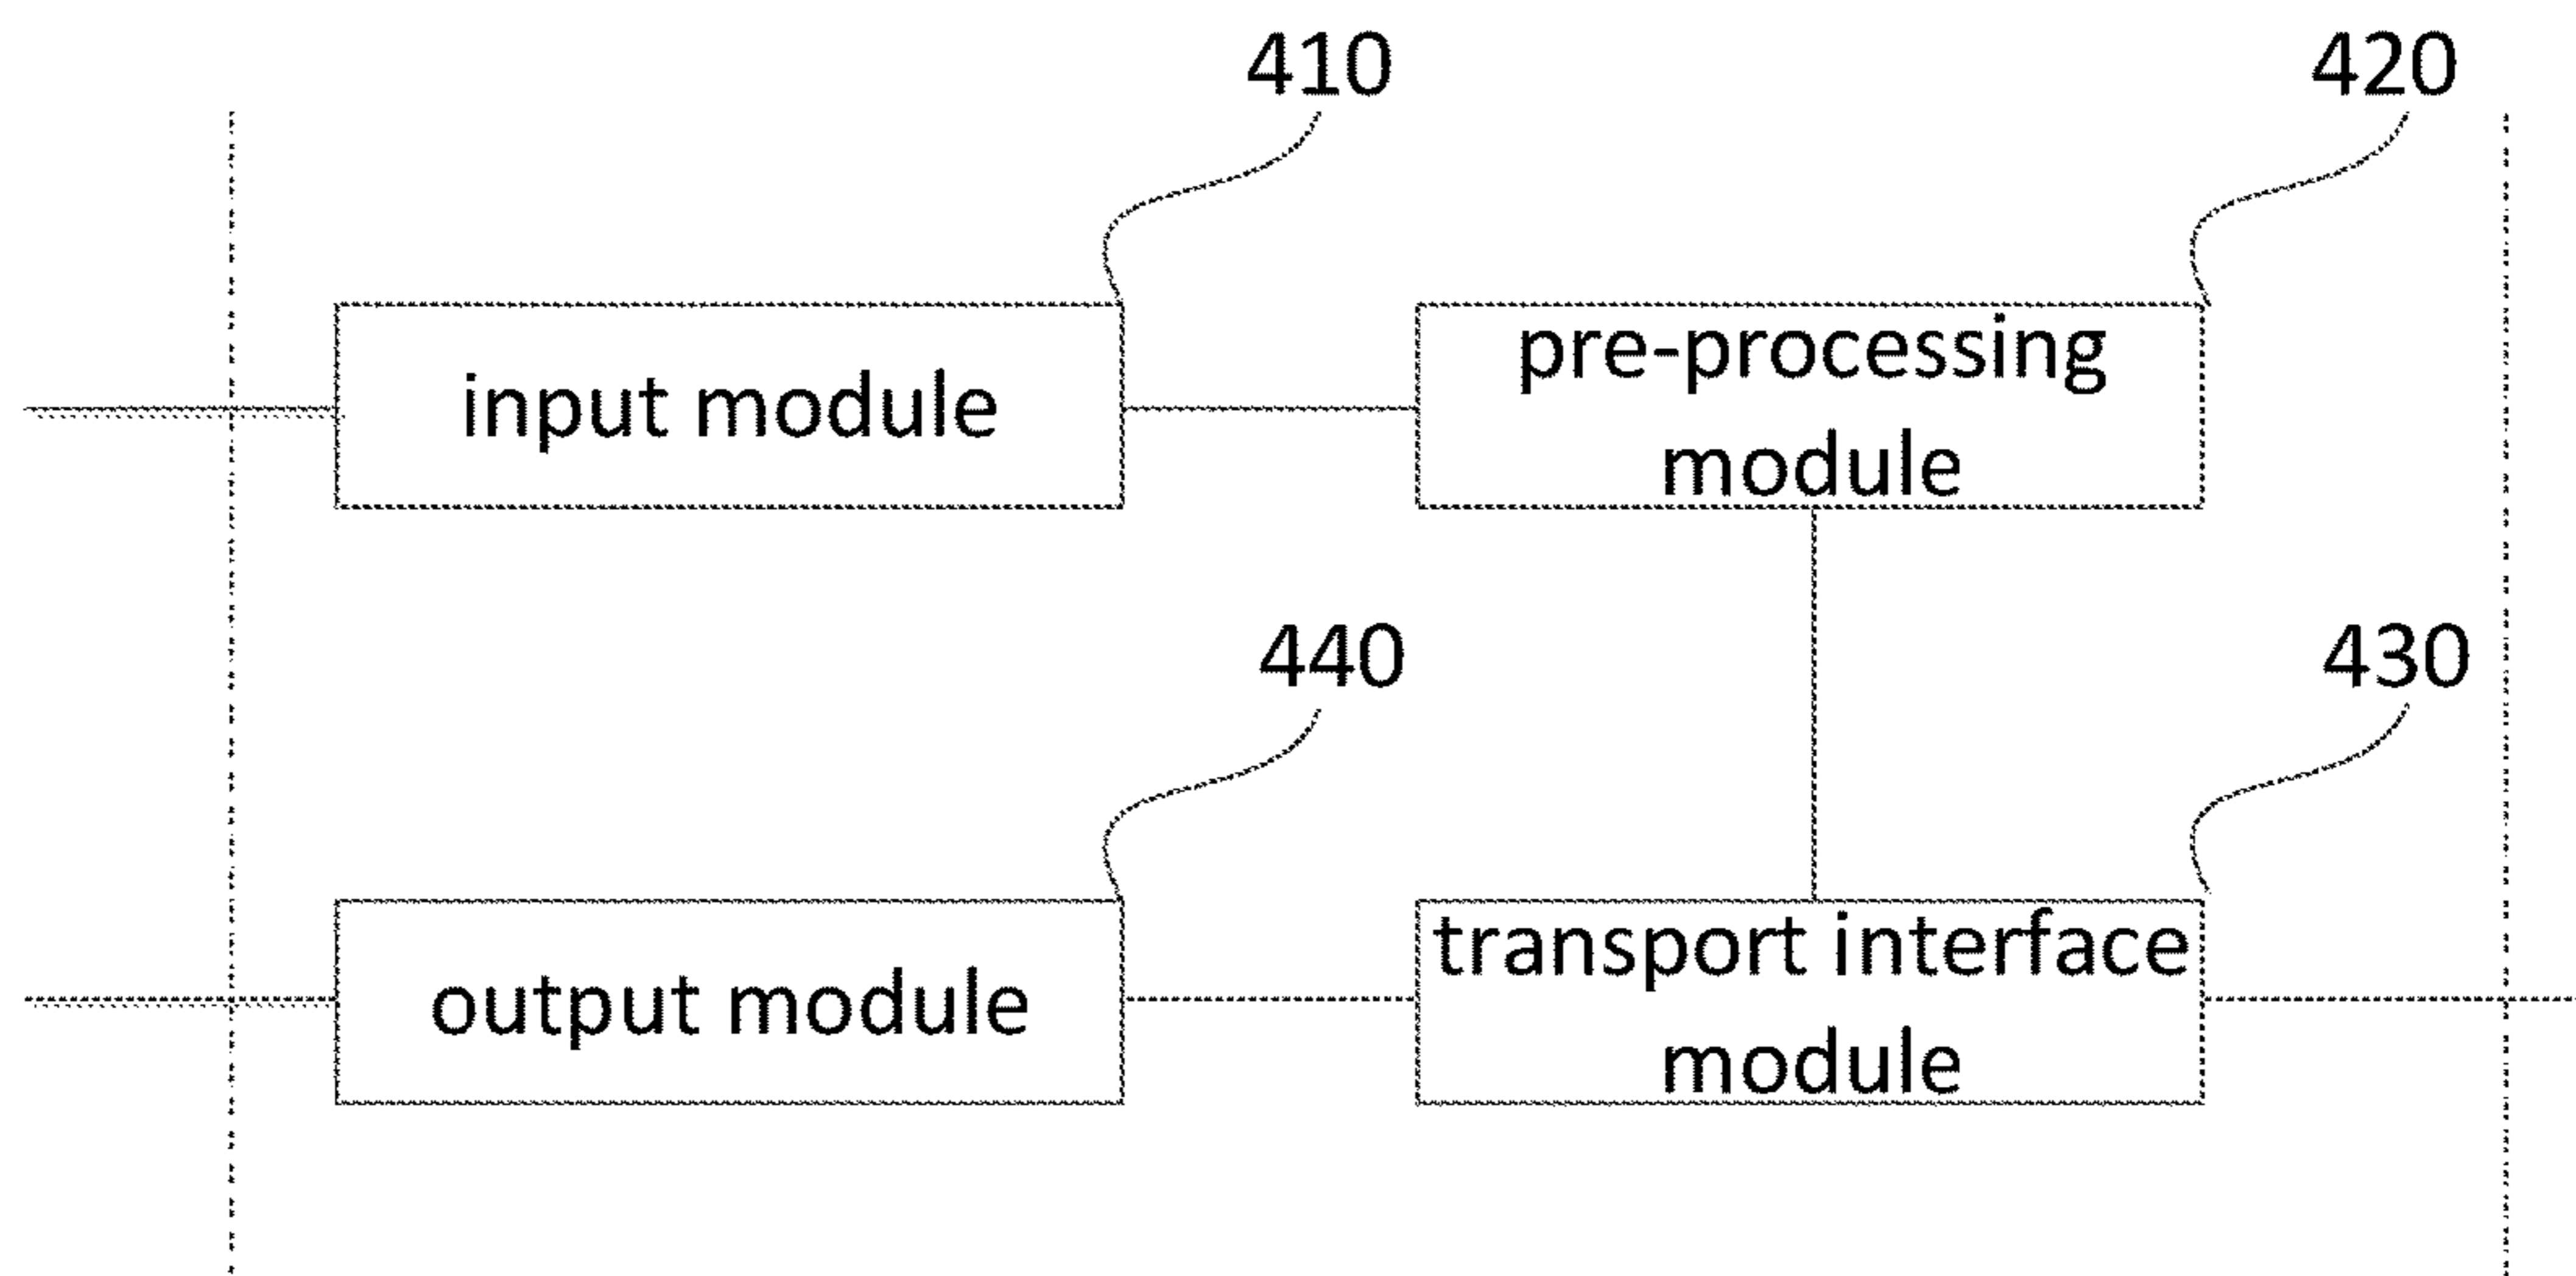 410
420
input module
pre-processing
module
440
430
output module
transport interface
module